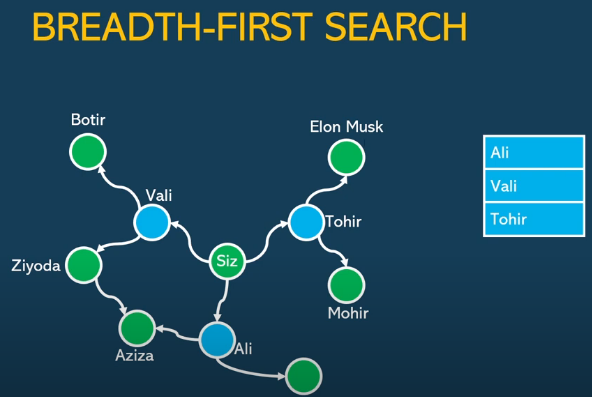 BREADTH-FIRST SEARCH
Botir
Elon Musk
Ali
Vali
Vali
Tohir
Tohir
Siz
Ziyoda
Mohir
Ali
Aziza